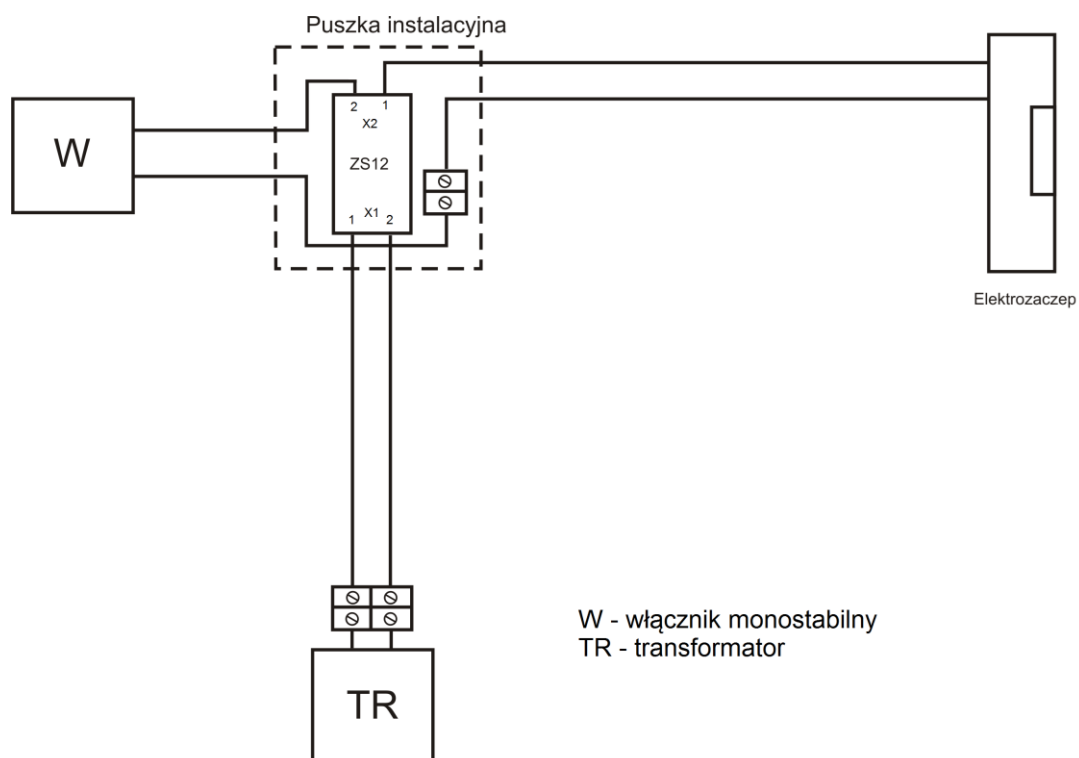 Puszka instalacyjna
2 1
X2
W
ZS12
X1
1 2
Elektrozaczep
W - włącznik monostabilny
TR - transformator
TR